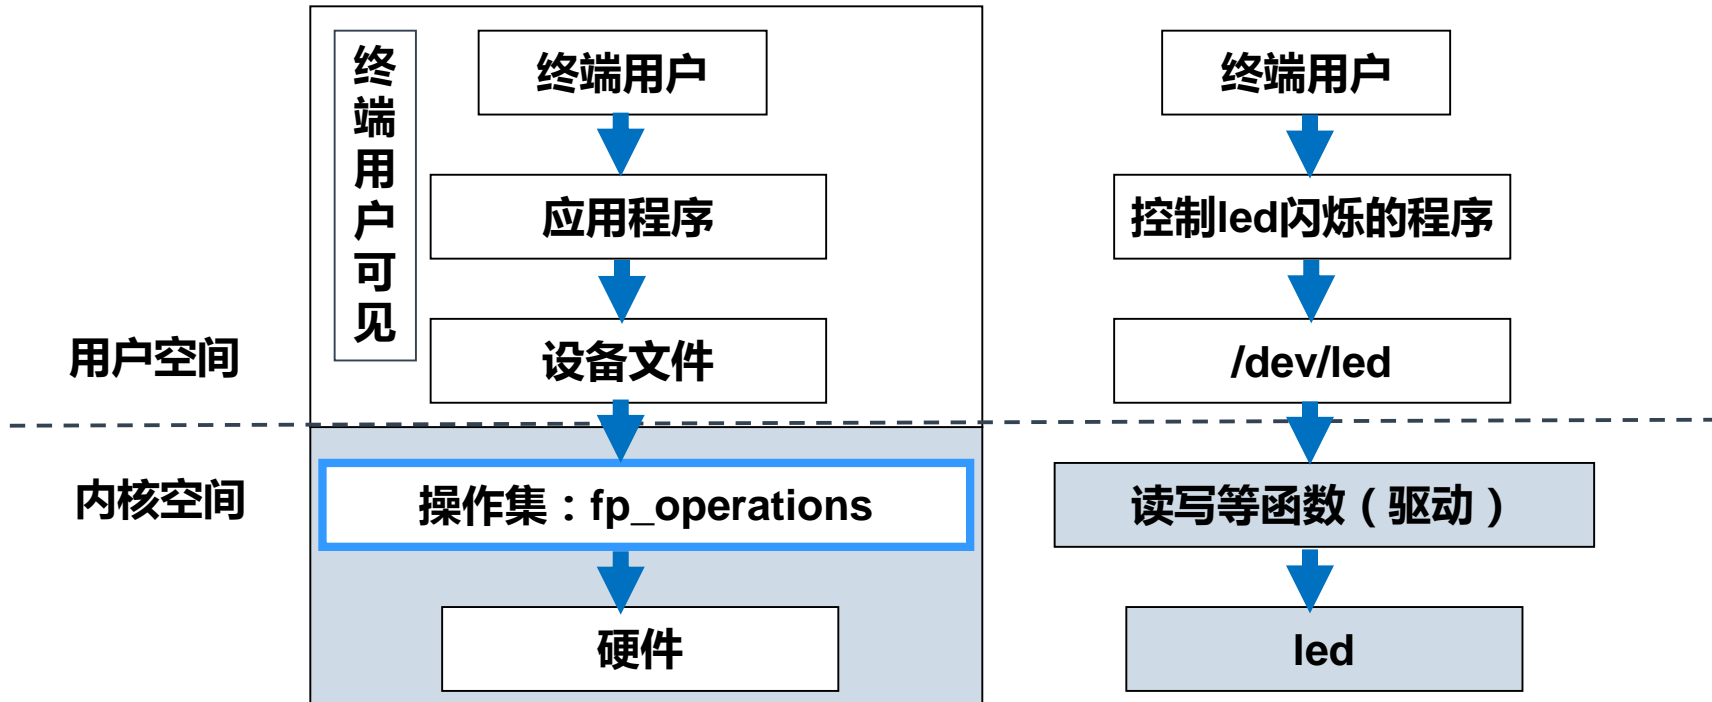 终端用户可见
终端用户
终端用户
应用程序
控制led闪烁的程序
用户空间
设备文件
/dev/led
内核空间
操作集：fp_operations
读写等函数（驱动）
硬件
led